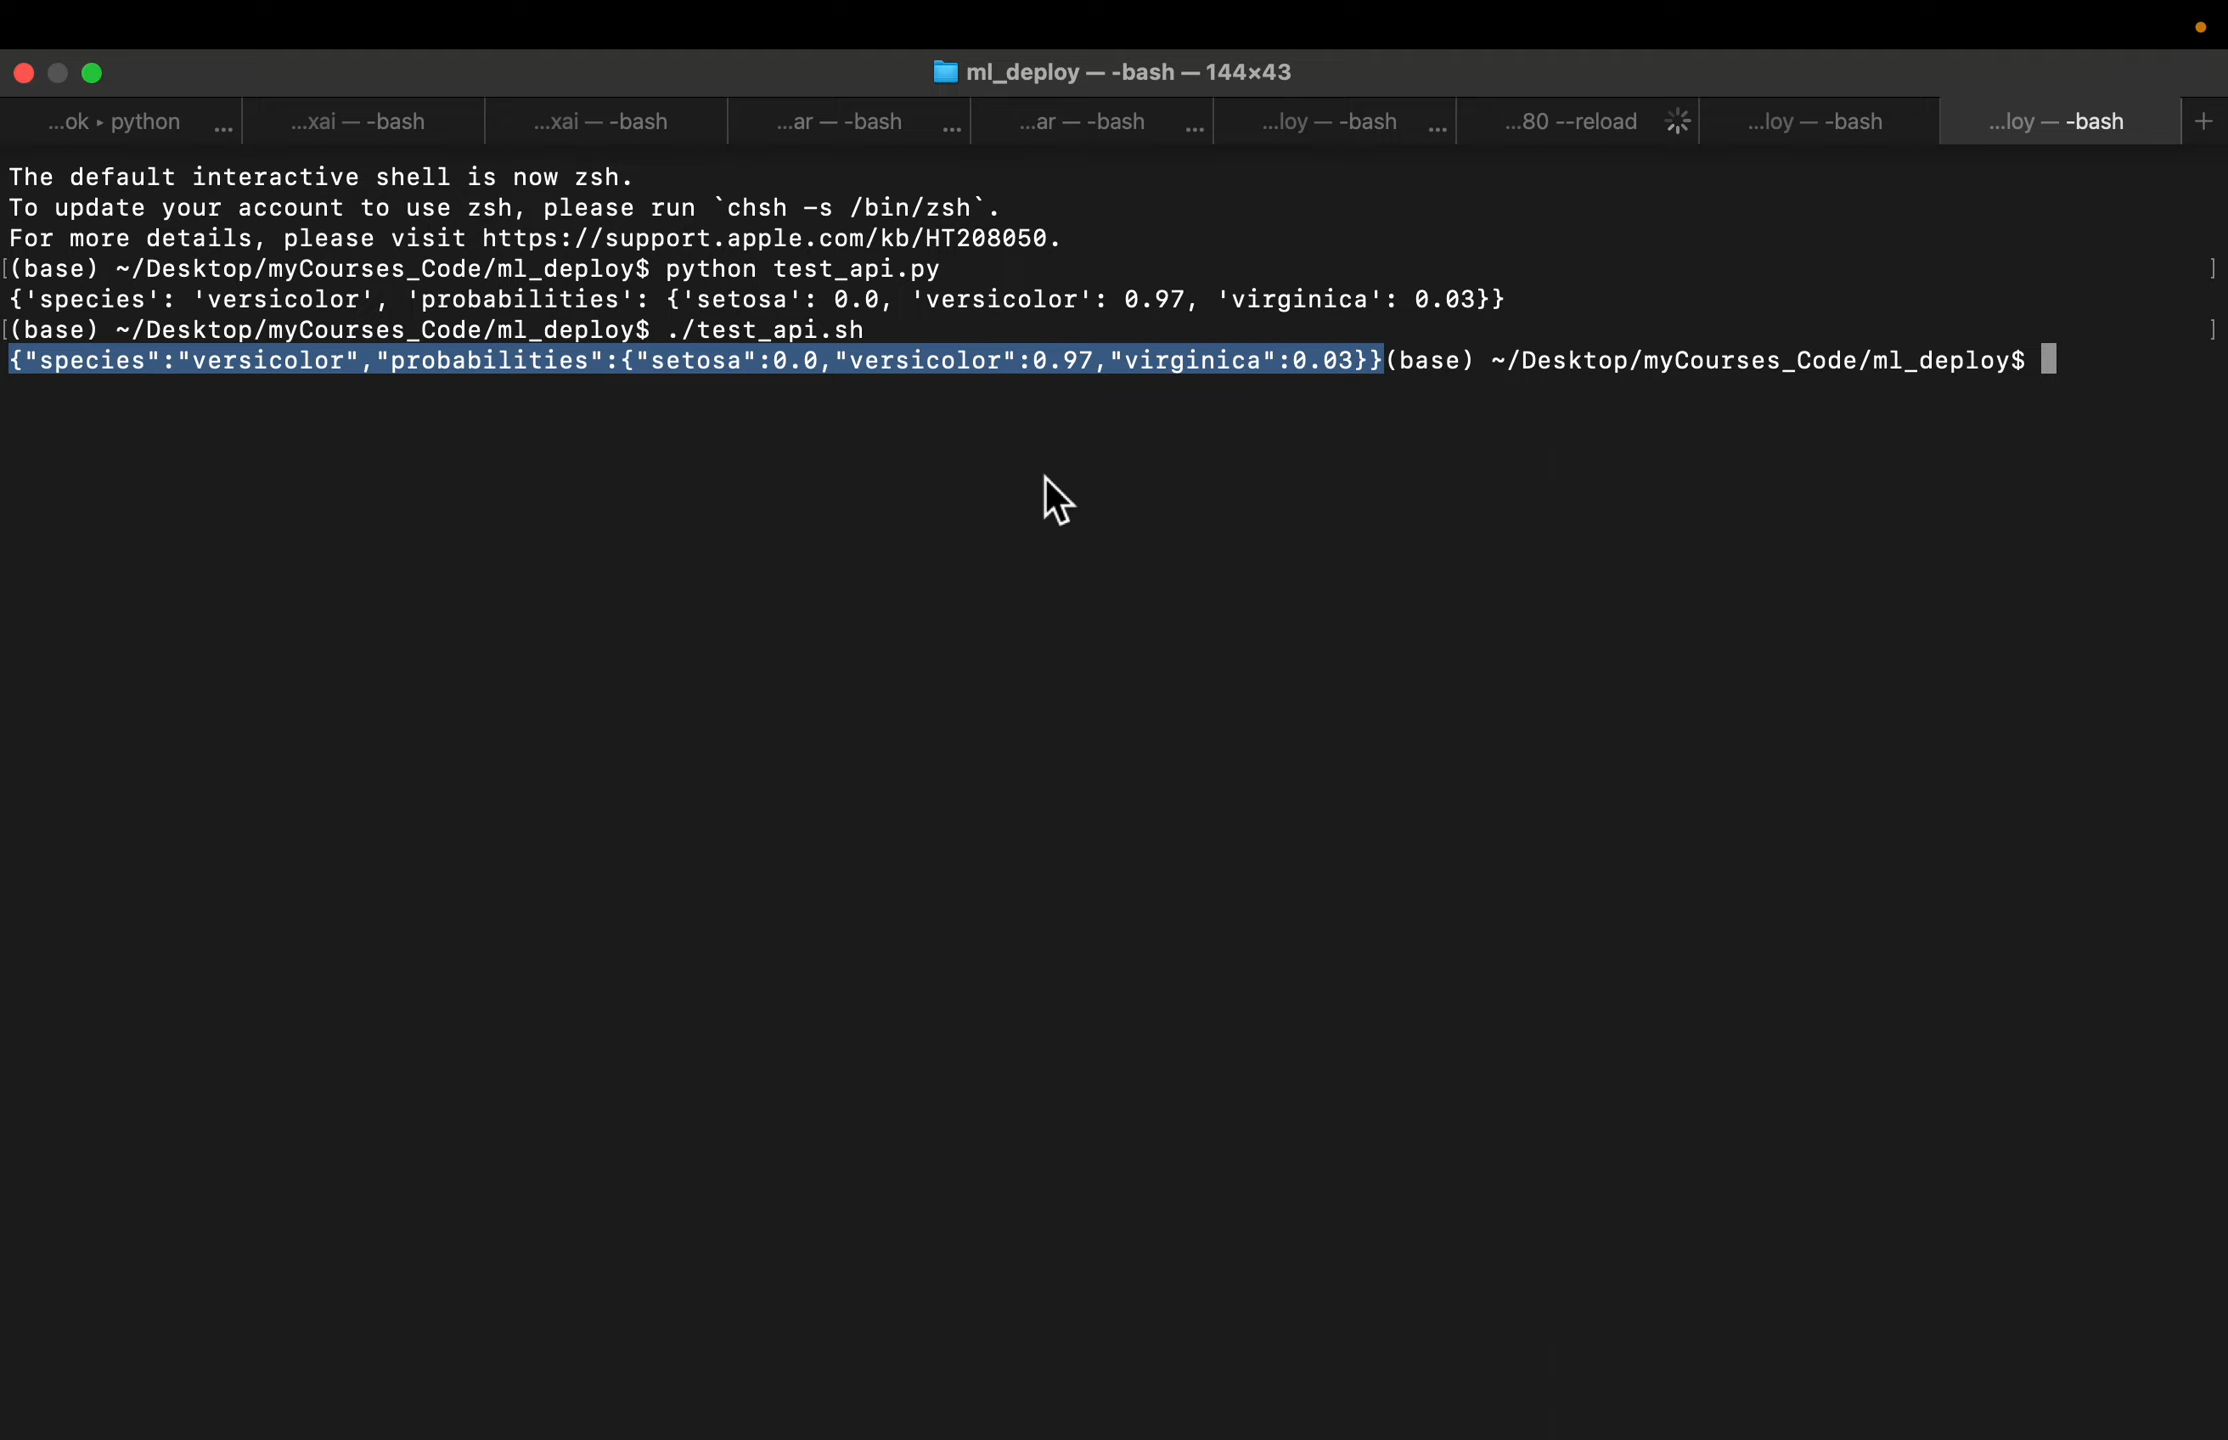 ml_deploy — -bash — 144×43
...ok ▸ python ... ...xai — -bash ...xai — -bash ...ar — -bash ... ...ar — -bash ... ...loy — -bash ... ...80 --reload ...loy — -bash ...loy — -bash +
The default interactive shell is now zsh.
To update your account to use zsh, please run `chsh -s /bin/zsh`.
For more details, please visit https://support.apple.com/kb/HT208050.
[(base) ~/Desktop/myCourses_Code/ml_deploy$ python test_api.py ]
{'species': 'versicolor', 'probabilities': {'setosa': 0.0, 'versicolor': 0.97, 'virginica': 0.03}}
[(base) ~/Desktop/myCourses_Code/ml_deploy$ ./test_api.sh ]
{"species":"versicolor","probabilities":{"setosa":0.0,"versicolor":0.97,"virginica":0.03}}(base) ~/Desktop/myCourses_Code/ml_deploy$